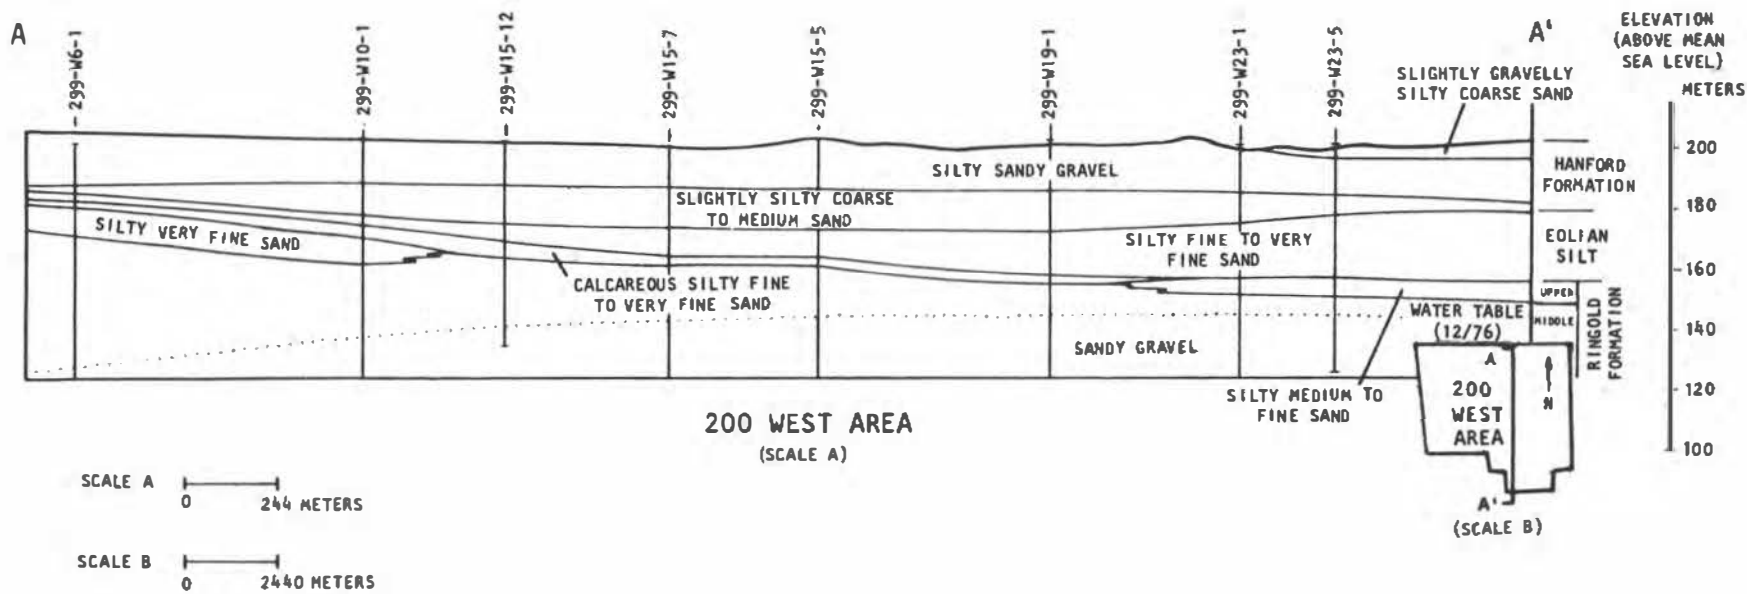 A
299-W6-1
299-W10-1
299-W15-12
299-W15-7
299-W15-5
299-W19-1
299-W23-1
299-W23-5
A'
ELEVATION
(ABOVE MEAN
SEA LEVEL)
METERS
SLIGHTLY GRAVELLY
SILTY COARSE SAND
200
180
160
140
120
100
HANFORD
FORMATION
EOLIAN
SILT
UPPER
MIDDLE
RINGOLD
FORMATION
SILTY SANDY GRAVEL
SLIGHTLY SILTY COARSE
TO MEDIUM SAND
SILTY VERY FINE SAND
SILTY FINE TO VERY
FINE SAND
CALCAREOUS SILTY FINE
TO VERY FINE SAND
WATER TABLE
(12/76)
SANDY GRAVEL
SILTY MEDIUM TO
FINE SAND
A
200
WEST
AREA
N
A'
(SCALE B)
200 WEST AREA
(SCALE A)
SCALE A
0 244 METERS
SCALE B
0 2440 METERS